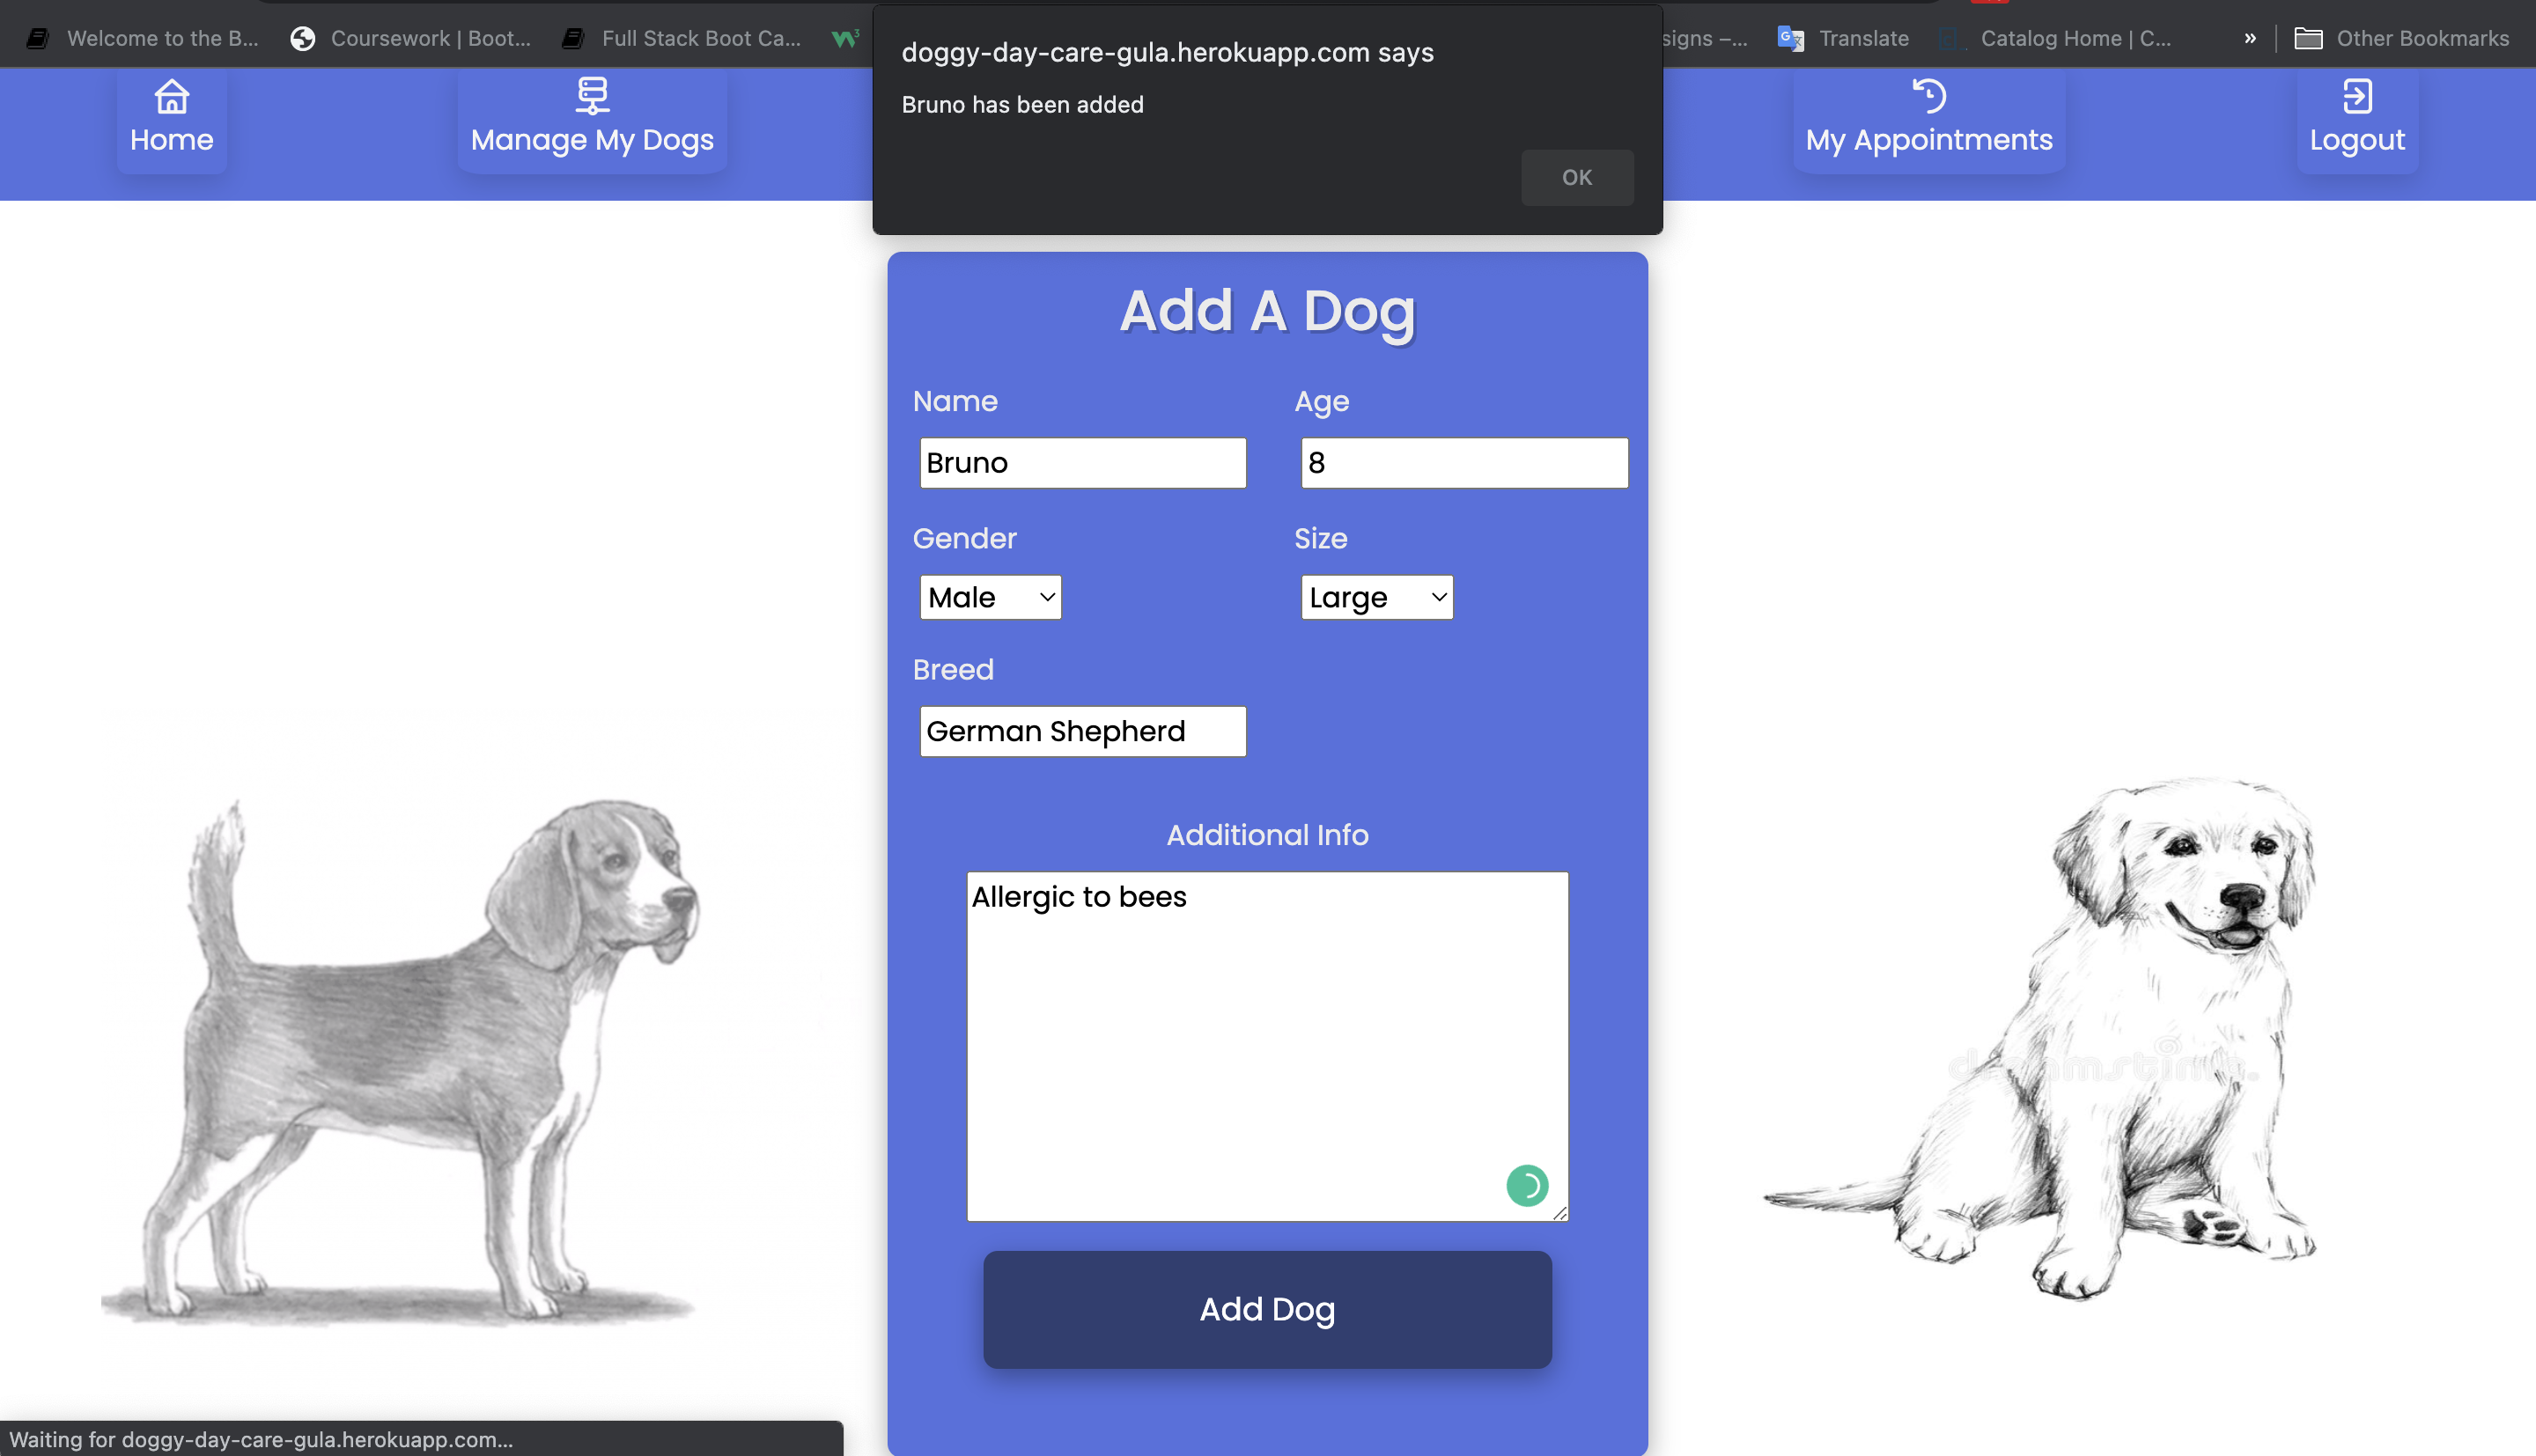 Welcome to the B...
Coursework | Boot...
Full Stack Boot Ca...
signs –...
Translate
Catalog Home | C...
»
Other Bookmarks
doggy-day-care-gula.herokuapp.com says
Bruno has been added
OK
Home
Manage My Dogs
My Appointments
Logout
Add A Dog
Name
Age
Bruno
8
Gender
Size
Male
Large
Breed
German Shepherd
Additional Info
Allergic to bees
Add Dog
Waiting for doggy-day-care-gula.herokuapp.com...